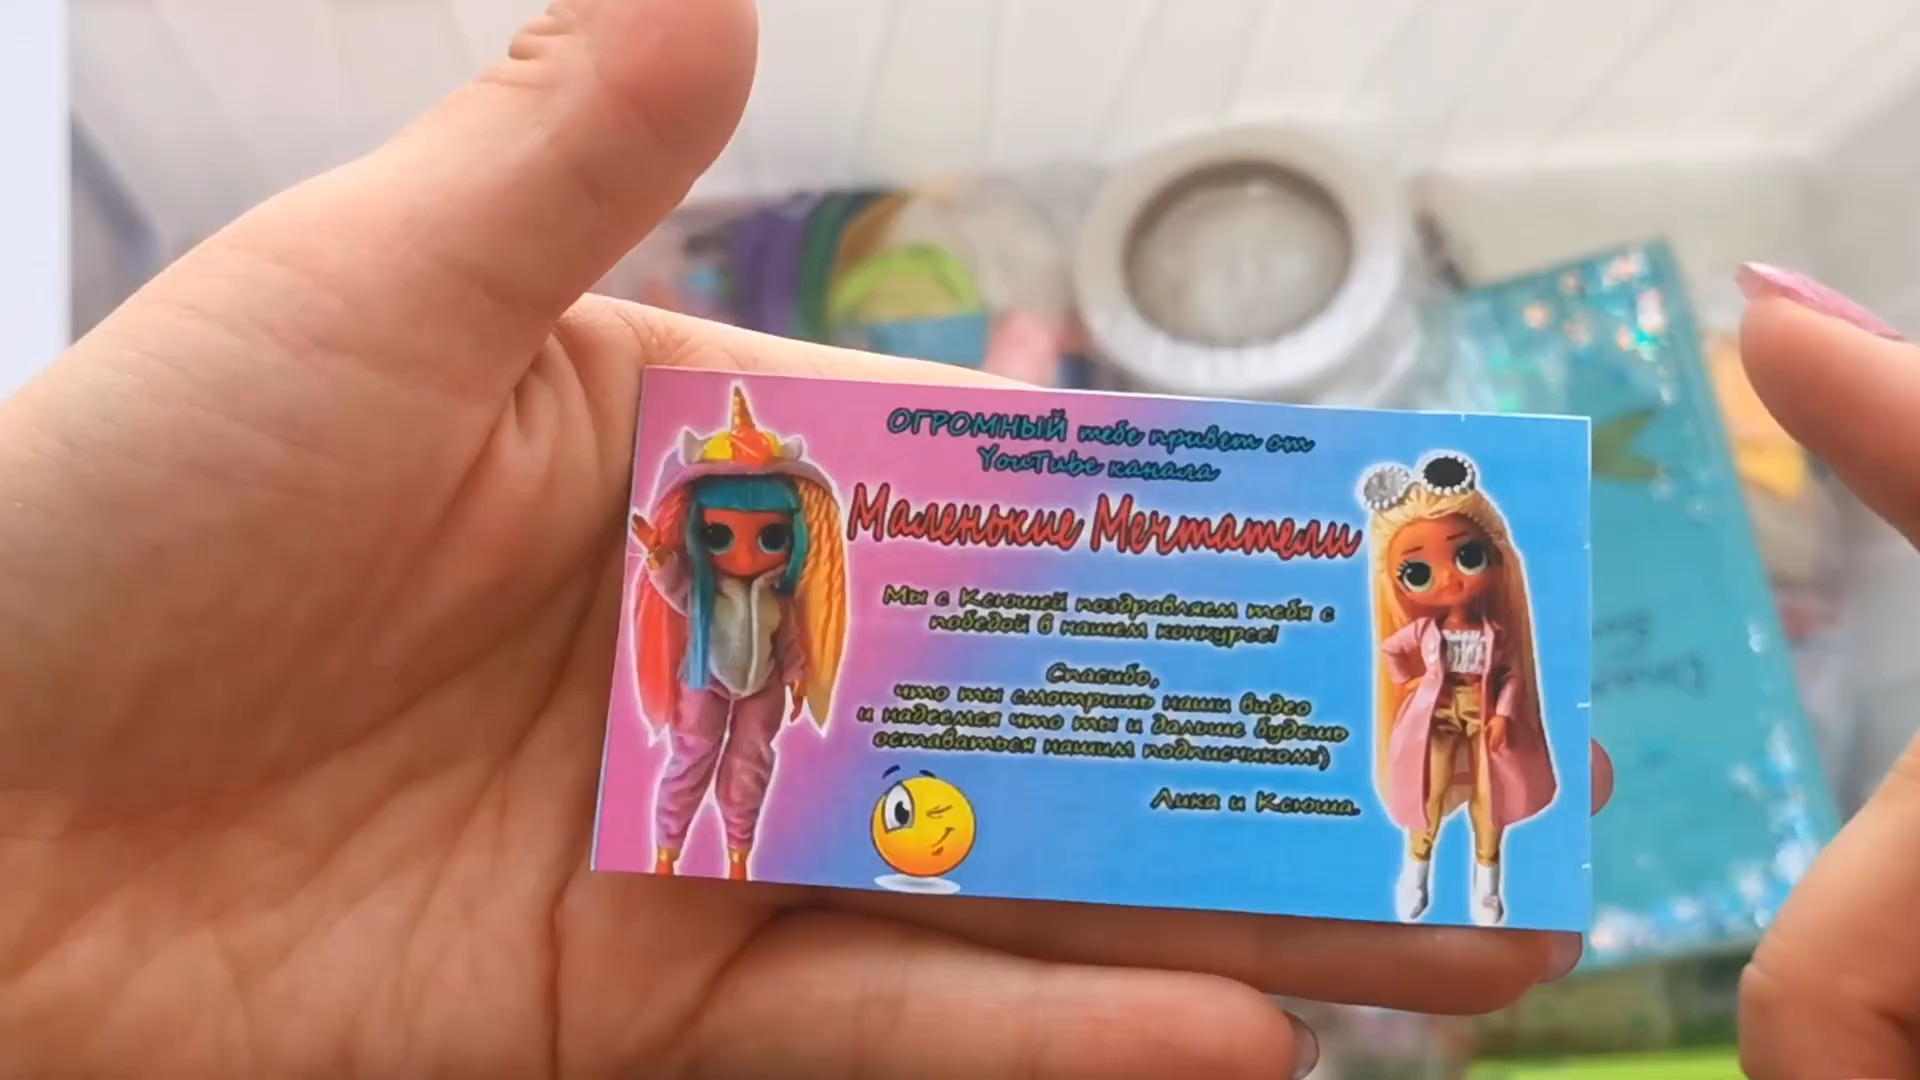 ОГРОМНЫЙ тебе привет от
YouTube канала
Маленькие Мечтатели
Мы с Ксюшей поздравляем тебя с
победой в нашем конкурсе!
Спасибо,
что ты смотришь наши видео
и надеемся что ты и дальше будешь
оставаться нашим подписчиком:)
Лика и Ксюша.